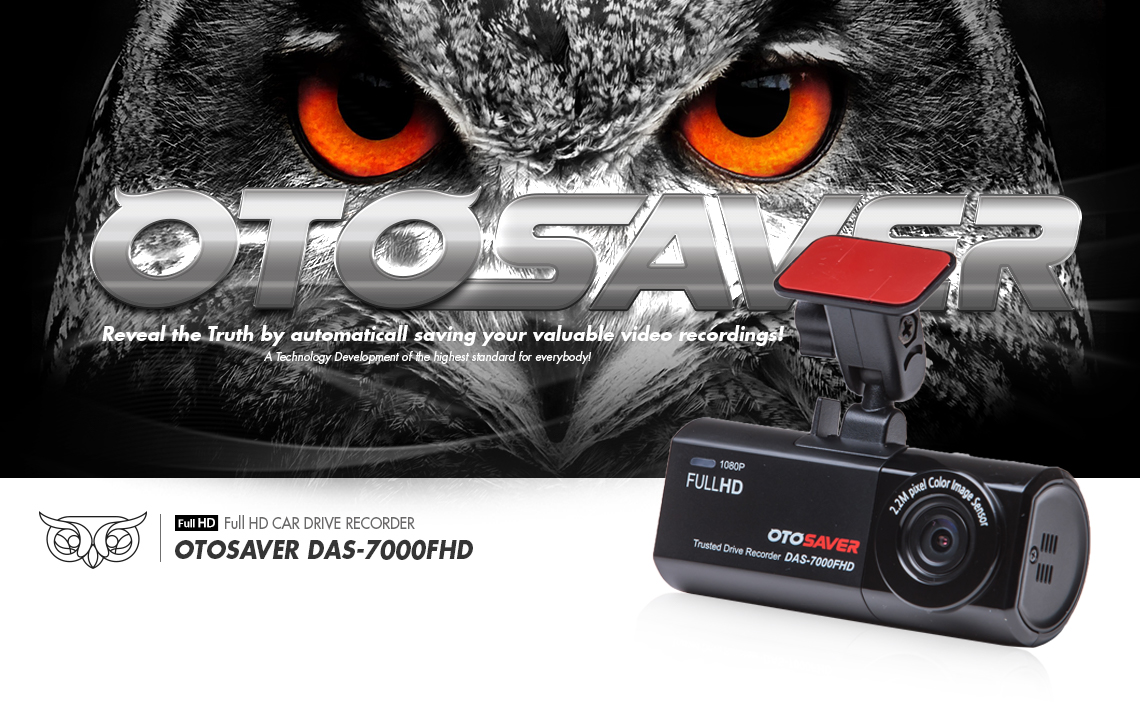 OTOSAVER
Reveal the Truth by automaticall saving your valuable video recordings!
A Technology Development of the highest standard for everybody!
1080P
FULLHD
2.2M pixel Color Image Sensor
OTOSAVER
Trusted Drive Recorder DAS-7000FHD
Full HD Full HD CAR DRIVE RECORDER
OTOSAVER DAS-7000FHD